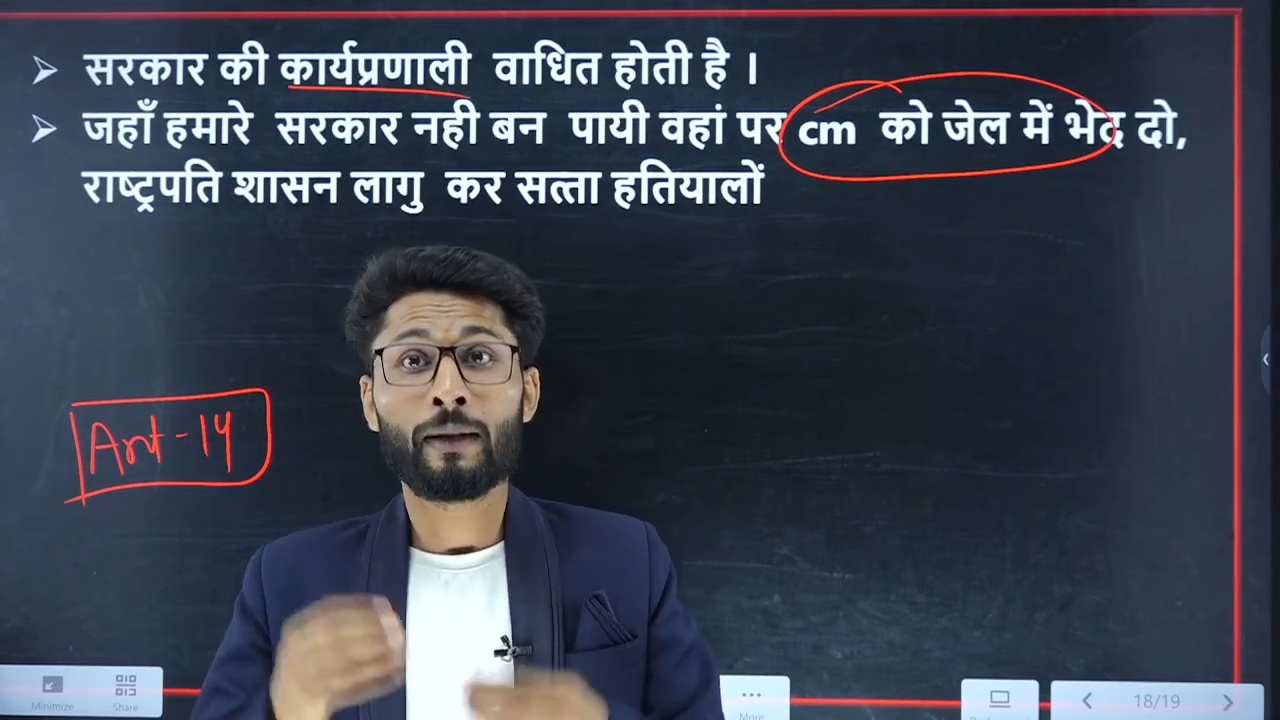 ➢ सरकार की कार्यप्रणाली वाधित होती है ।
➢ जहाँ हमारे सरकार नही बन पायी वहां पर cm को जेल में भेद दो,
राष्ट्रपति शासन लागु कर सत्ता हतियालों
Art-14
Minimize
Share
More
18/19